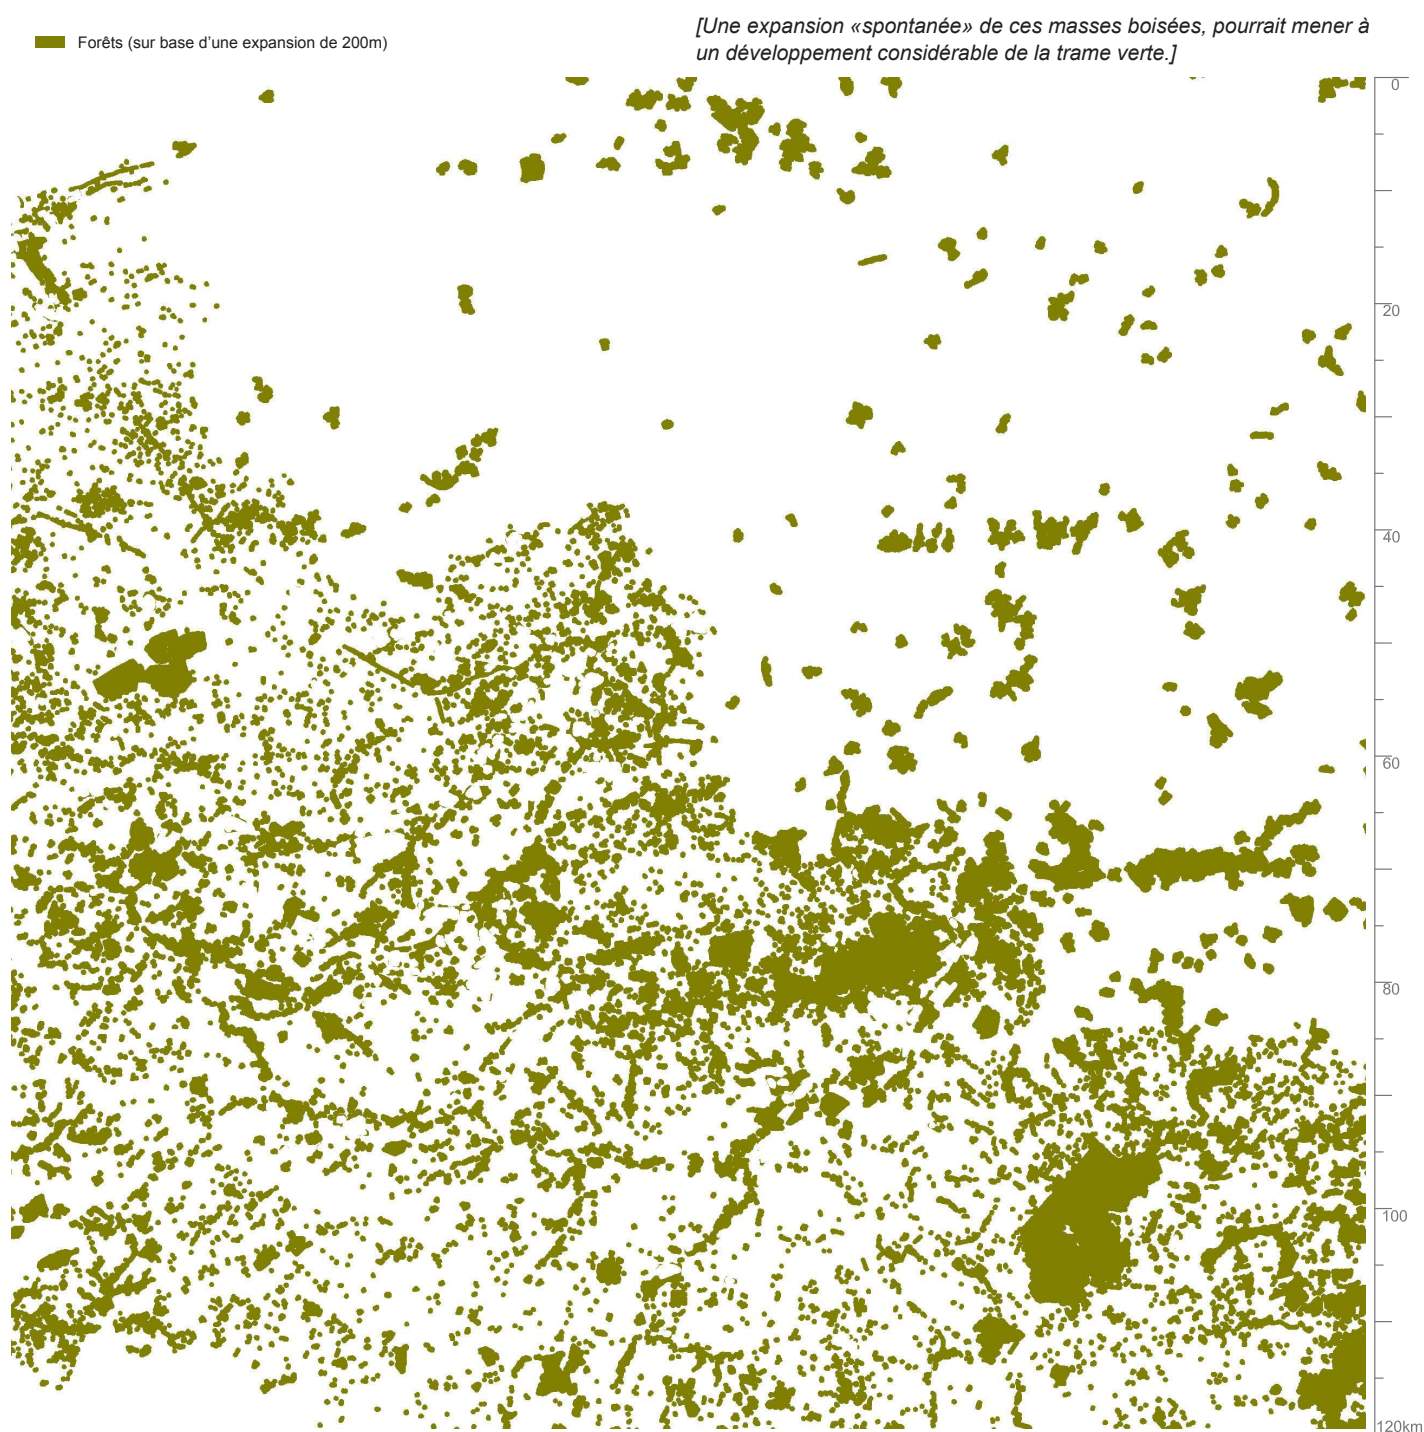 Forêts (sur base d’une expansion de 200m)
[Une expansion «spontanée» de ces masses boisées, pourrait mener à
un développement considérable de la trame verte.]
0
20
40
60
80
100
120km